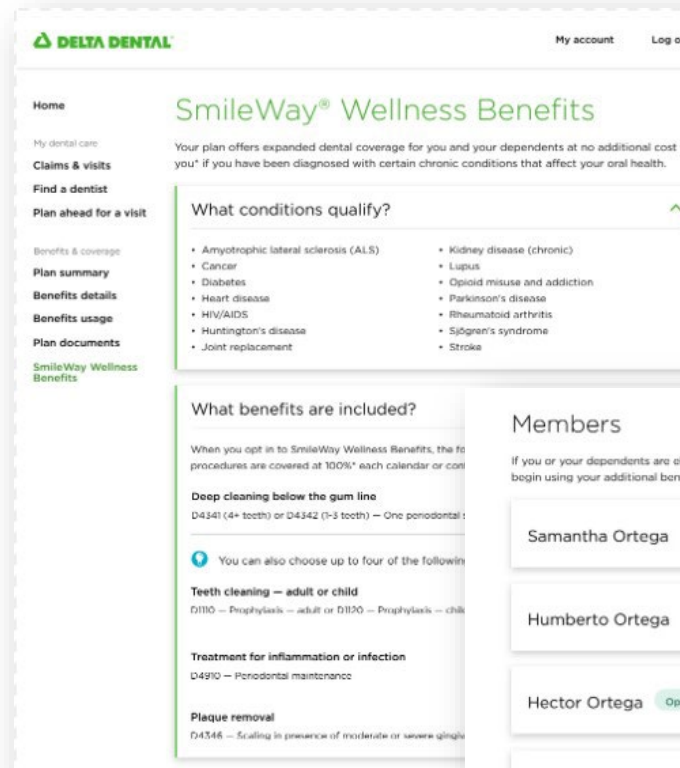 DELTA DENTAL
My account
Log o
Home
My dental care
Claims & visits
Find a dentist
Plan ahead for a visit
Benefits & coverage
Plan summary
Benefits details
Benefits usage
Plan documents
SmileWay Wellness
Benefits
SmileWay® Wellness Benefits
Your plan offers expanded dental coverage for you and your dependents at no additional cost
you* if you have been diagnosed with certain chronic conditions that affect your oral health.
What conditions qualify?
• Amyotrophic lateral sclerosis (ALS)
• Cancer
• Diabetes
• Heart disease
• HIV/AIDS
• Huntington's disease
• Joint replacement
• Kidney disease (chronic)
• Lupus
• Opioid misuse and addiction
• Parkinson's disease
• Rheumatoid arthritis
• Sjögren's syndrome
• Stroke
What benefits are included?
When you opt in to SmileWay Wellness Benefits, the fo
procedures are covered at 100%* each calendar or con
Deep cleaning below the gum line
D4341 (4+ teeth) or D4342 (1-3 teeth) — One periodontal s
You can also choose up to four of the followin
Teeth cleaning — adult or child
D1110 — Prophylaxis — adult or D1120 — Prophylaxis — chil
Treatment for inflammation or infection
D4910 — Periodontal maintenance
Plaque removal
D4346 — Scaling in presence of moderate or severe gingiv
Members
If you or your dependents are e
begin using your additional ben
Samantha Ortega
Humberto Ortega
Hector Ortega
Op